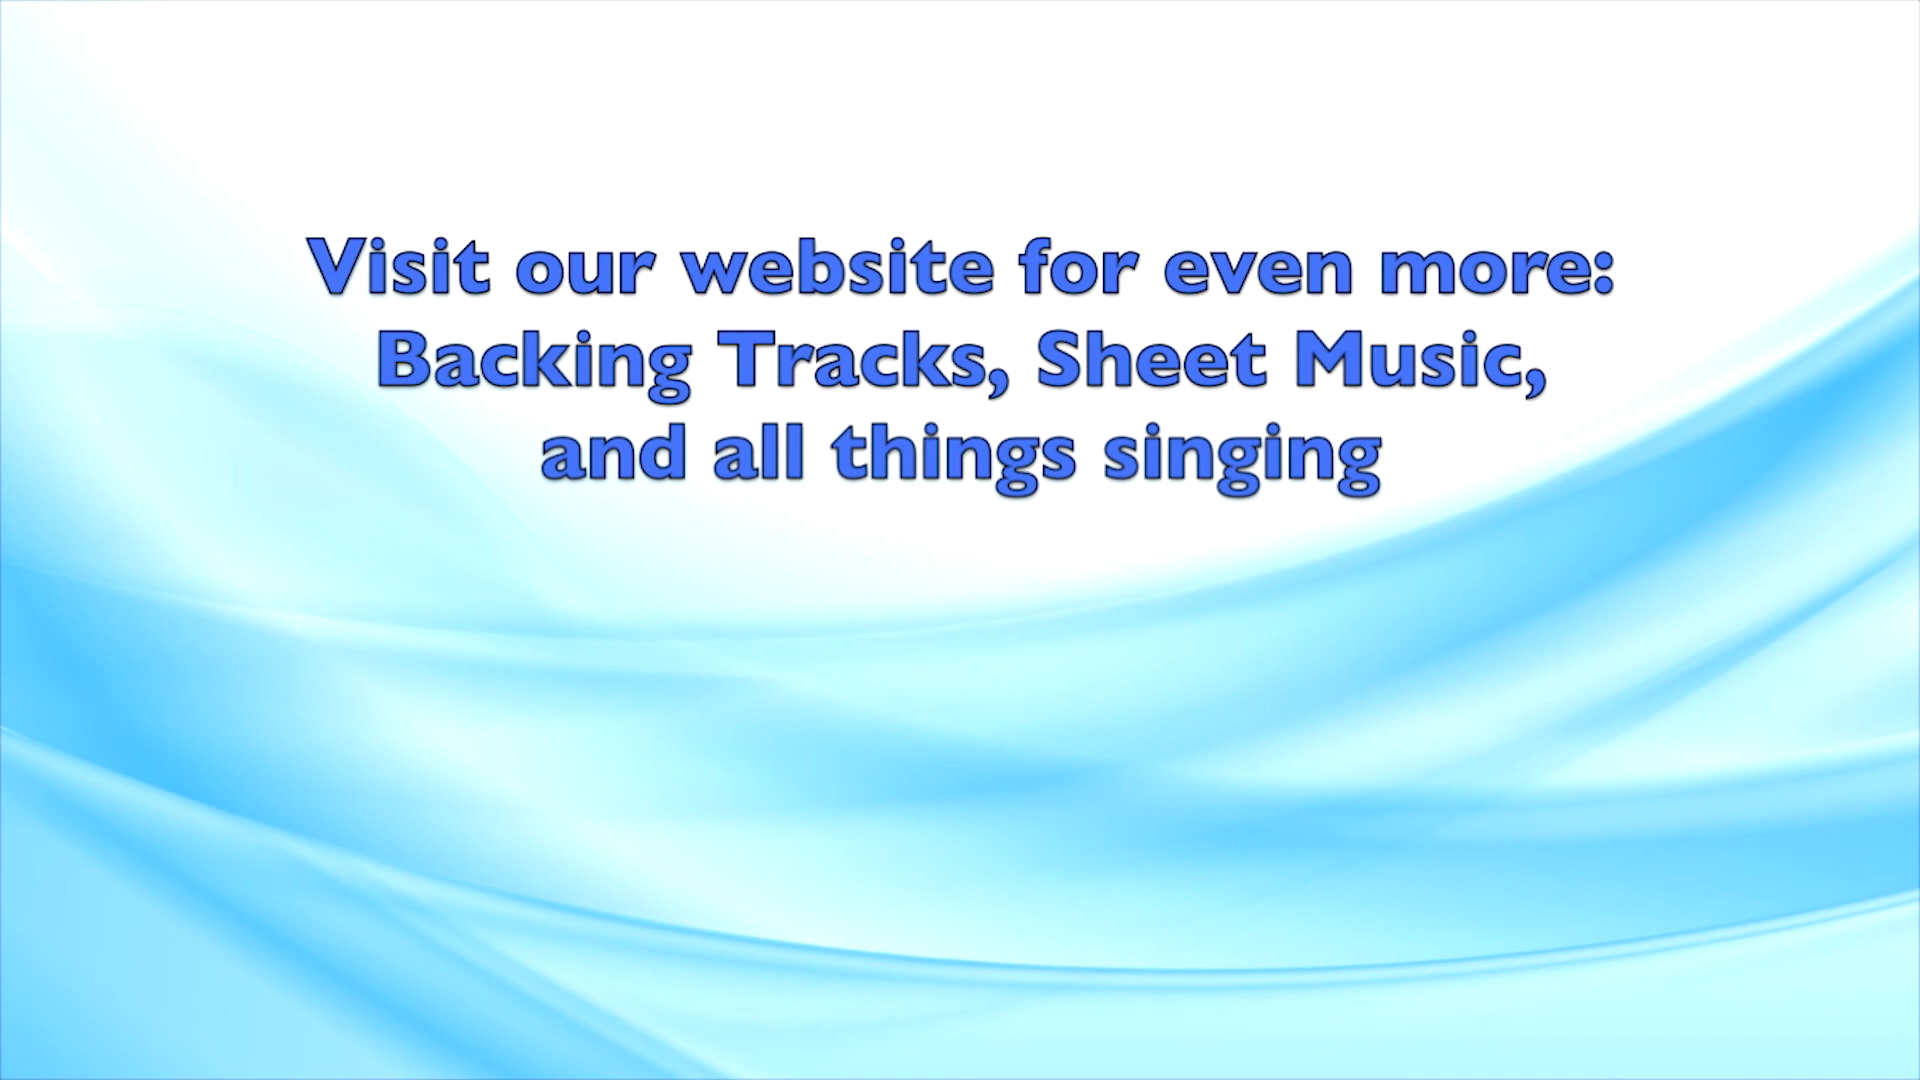 Visit our website for even more:
Backing Tracks, Sheet Music,
and all things singing